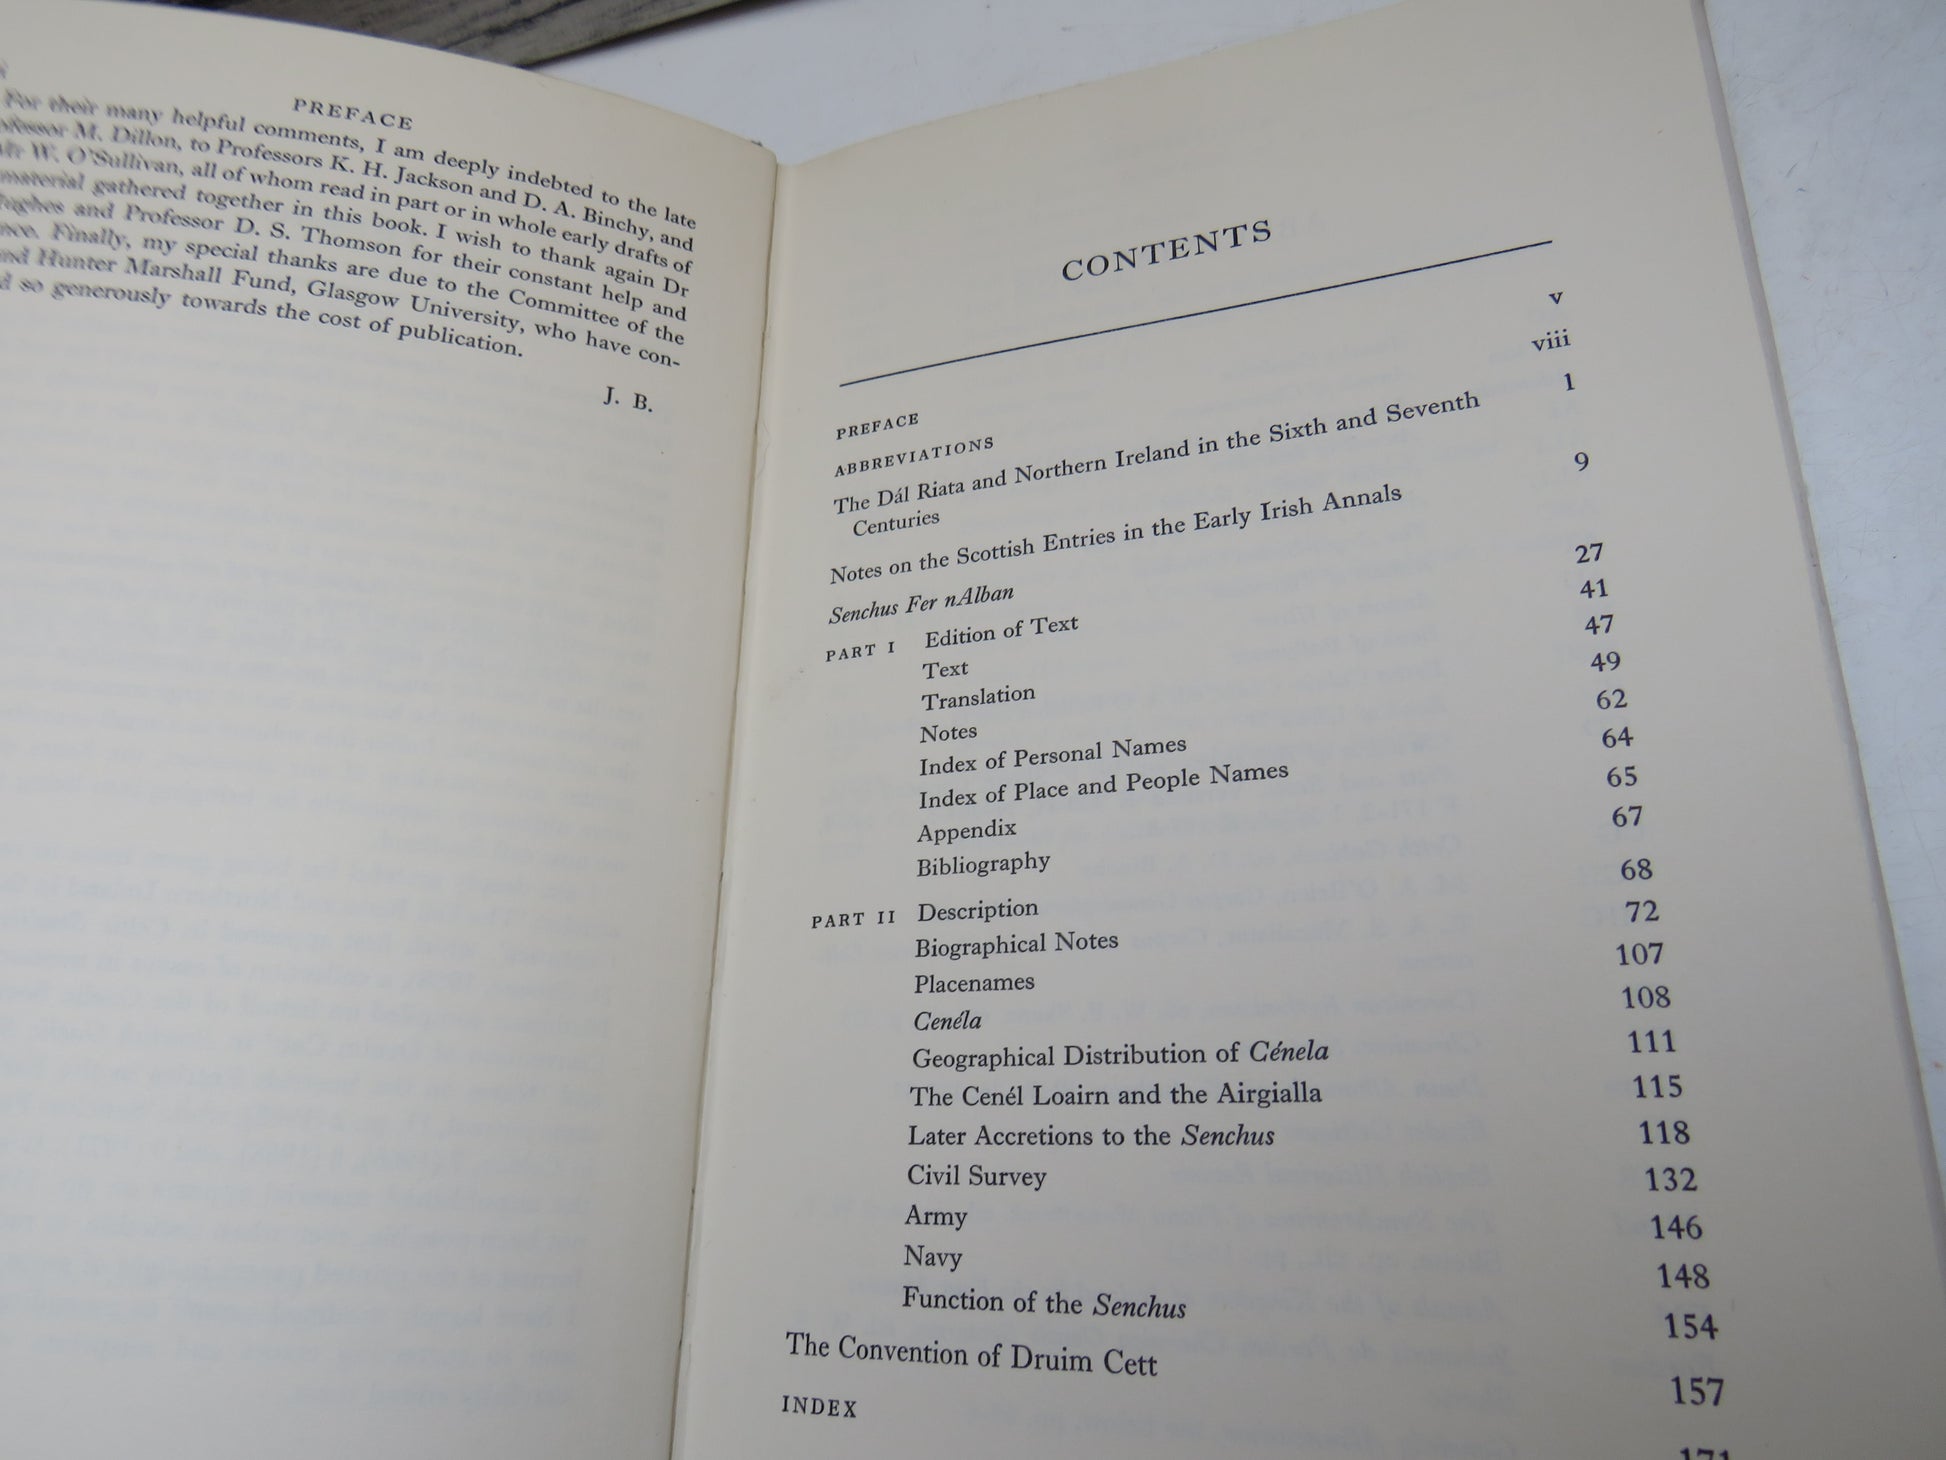 PREFACE
For their many helpful comments, I am deeply indebted to the late
M. Dillon, to Professors K. H. Jackson and D. A. Binchy, and
W. O'Sullivan, all of whom read in part or in whole early drafts of
material gathered together in this book. I wish to thank again Dr
and Professor D. S. Thomson for their constant help and
Finally, my special thanks are due to the Committee of the
Hunter Marshall Fund, Glasgow University, who have con-
so generously towards the cost of publication.
J. B.
CONTENTS
PREFACE v
ABBREVIATIONS viii
The Dál Riata and Northern Ireland in the Sixth and Seventh
Centuries 1
Notes on the Scottish Entries in the Early Irish Annals 9
Senchus Fer nAlban
PART I Edition of Text 27
Text 41
Translation 47
Notes 49
Index of Personal Names 62
Index of Place and People Names 64
Appendix 65
Bibliography 67
PART II Description 68
Biographical Notes 72
Placenames 107
Cenéla 108
Geographical Distribution of Cénela 111
The Cenél Loairn and the Airgialla 115
Later Accretions to the Senchus 118
Civil Survey 132
Army 146
Navy 148
Function of the Senchus 154
The Convention of Druim Cett 157
INDEX 171